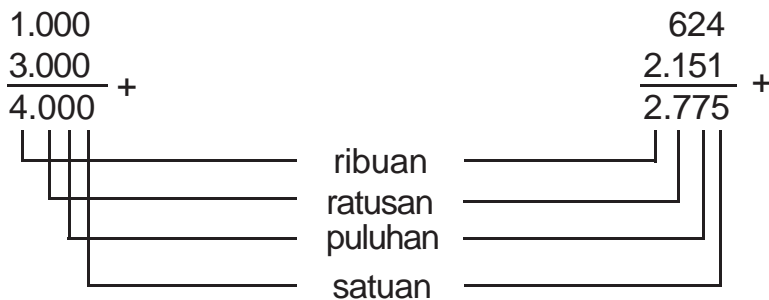 1.000
3.000 +
4.000
624
2.151 +
2.775
ribuan
ratusan
puluhan
satuan